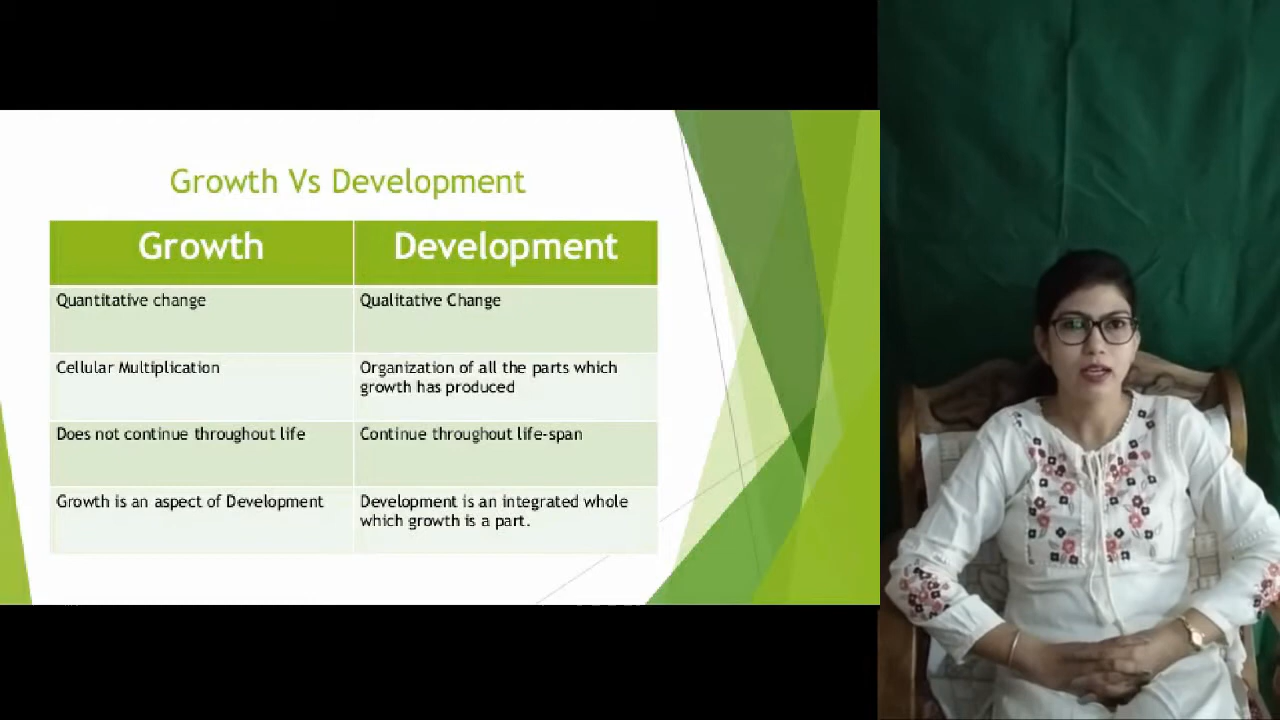 Growth Vs Development
Growth
Development
Quantitative change
Qualitative Change
Cellular Multiplication
Organization of all the parts which
growth has produced
Does not continue throughout life
Continue throughout life-span
Growth is an aspect of Development
Development is an integrated whole
which growth is a part.